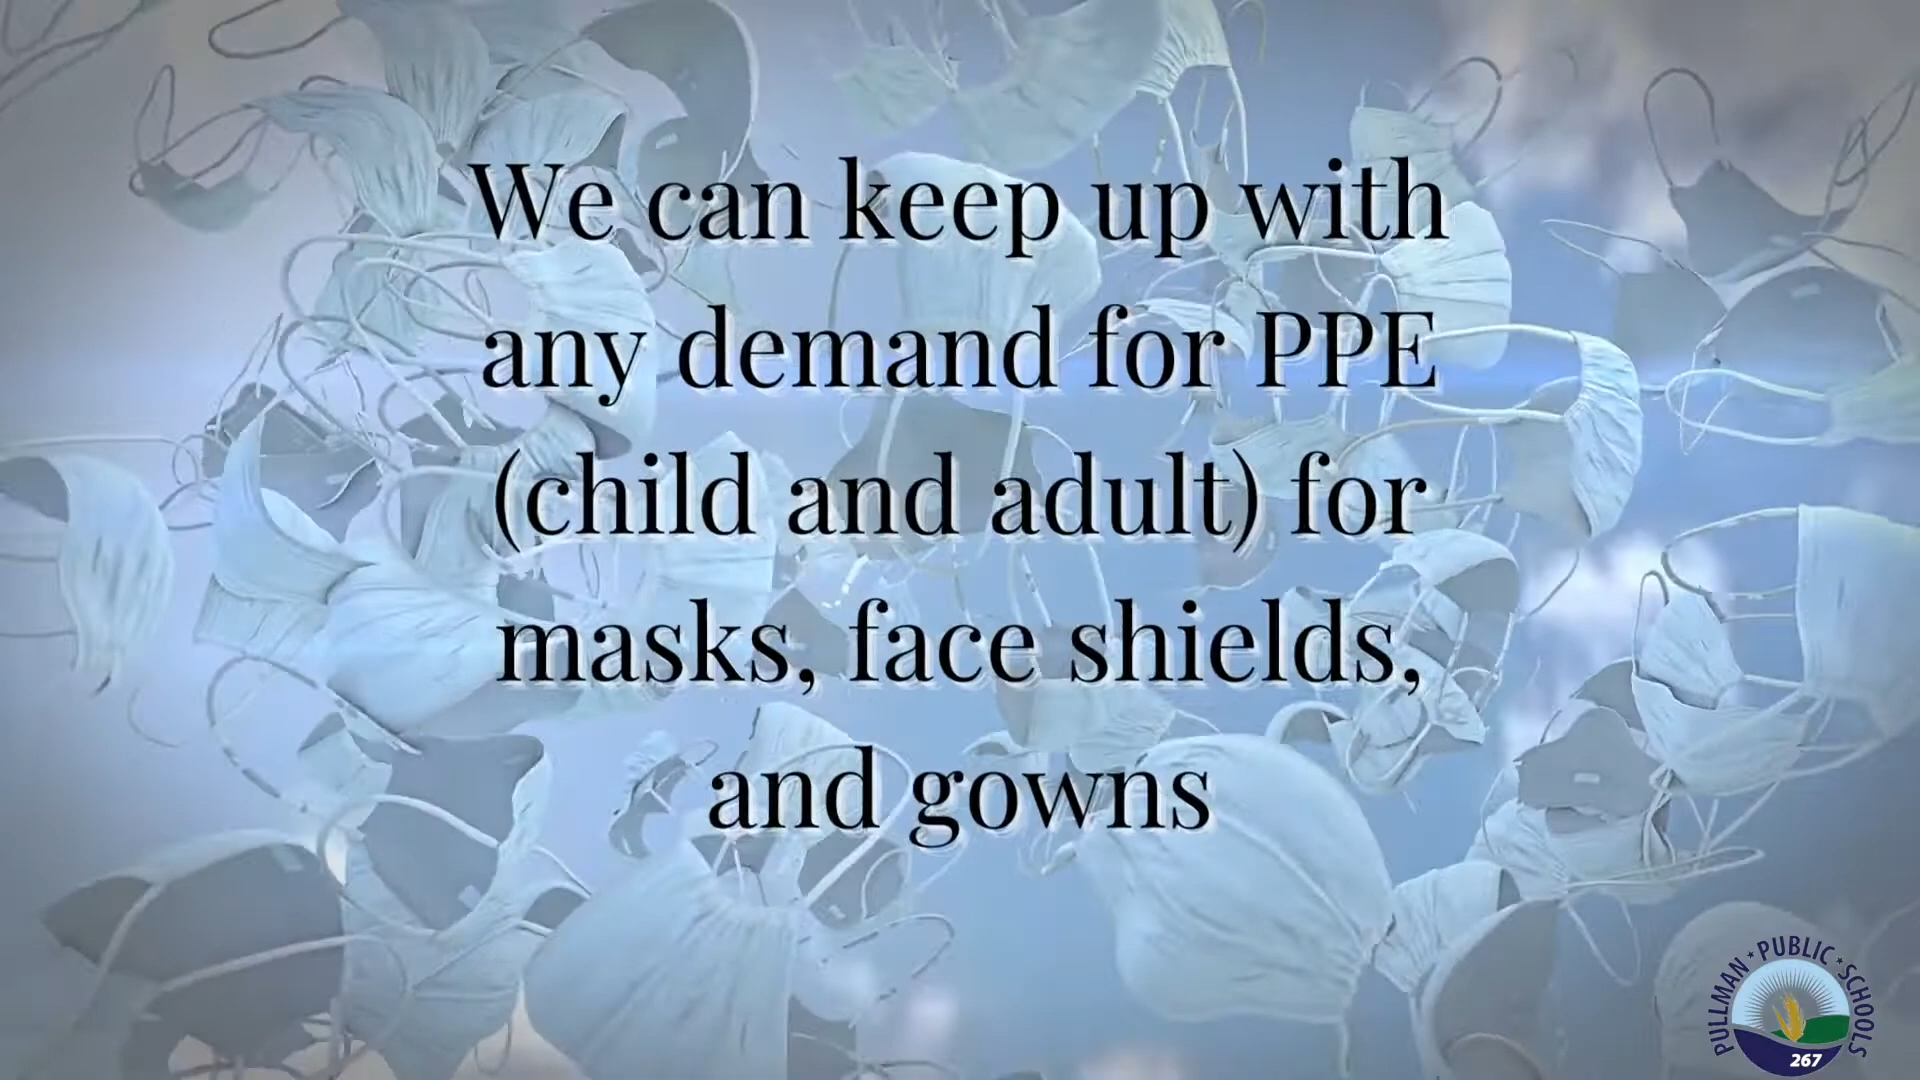 We can keep up with
any demand for PPE
(child and adult) for
masks, face shields,
and gowns
PULLMAN ★ PUBLIC ★ SCHOOLS
267